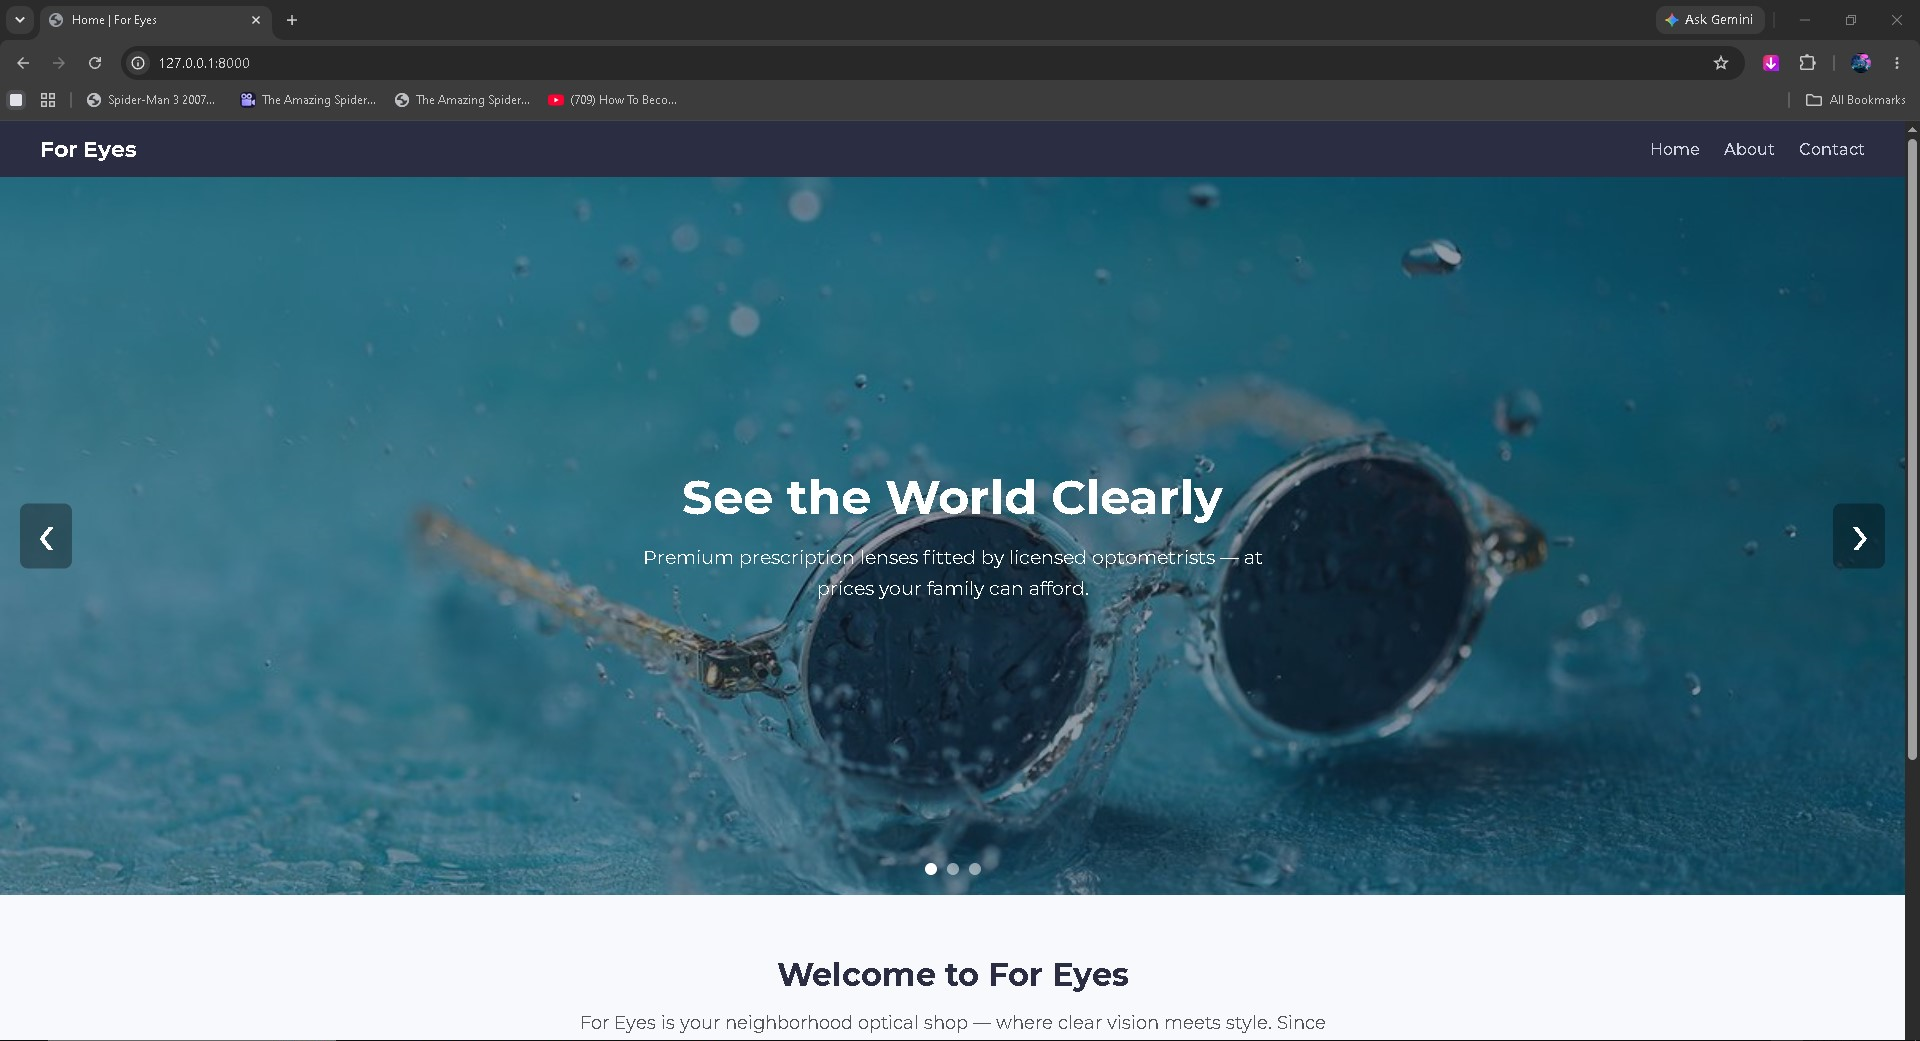 Home | For Eyes
Ask Gemini
127.0.0.1:8000
Spider-Man 3 2007...
The Amazing Spider...
The Amazing Spider...
(709) How To Beco...
All Bookmarks
For Eyes
Home
About
Contact
See the World Clearly
Premium prescription lenses fitted by licensed optometrists — at
prices your family can afford.
Welcome to For Eyes
For Eyes is your neighborhood optical shop — where clear vision meets style. Since